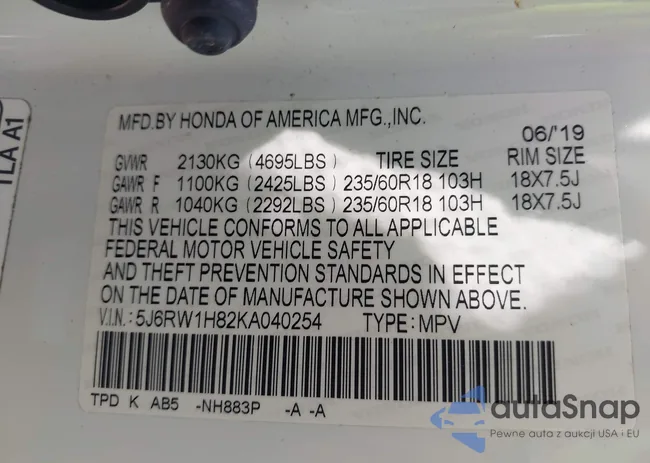 TLA A1
MFD.BY HONDA OF AMERICA MFG.,INC.
06/'19
GVWR 2130KG (4695LBS) TIRE SIZE RIM SIZE
GAWR F 1100KG (2425LBS) 235/60R18 103H 18X7.5J
GAWR R 1040KG (2292LBS) 235/60R18 103H 18X7.5J
THIS VEHICLE CONFORMS TO ALL APPLICABLE
FEDERAL MOTOR VEHICLE SAFETY
AND THEFT PREVENTION STANDARDS IN EFFECT
ON THE DATE OF MANUFACTURE SHOWN ABOVE.
V.I.N.: 5J6RW1H82KA040254 TYPE: MPV
TPD K AB5 -NH883P -A -A
autaSnap
Pewne auta z aukcji USA i EU